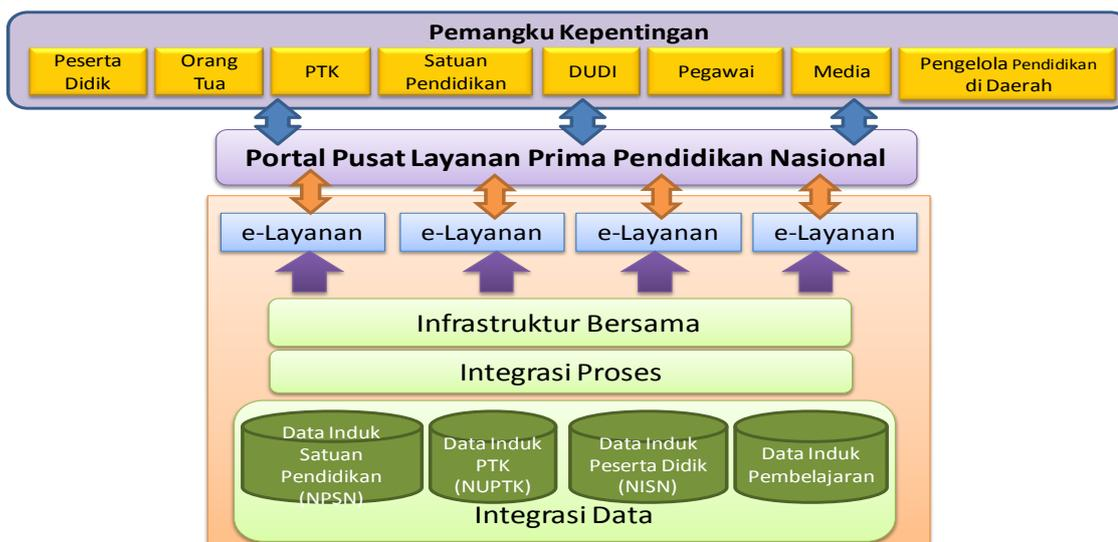 Pemangku Kepentingan
Peserta
Didik
Orang
Tua
PTK
Satuan
Pendidikan
DUDI
Pegawai
Media
Pengelola Pendidikan
di Daerah
Portal Pusat Layanan Prima Pendidikan Nasional
e-Layanan
e-Layanan
e-Layanan
e-Layanan
Infrastruktur Bersama
Integrasi Proses
Data Induk
Satuan
Pendidikan
(NPSN)
Data Induk
PTK
(NUPTK)
Data Induk
Peserta Didik
(NISN)
Data Induk
Pembelajaran
Integrasi Data